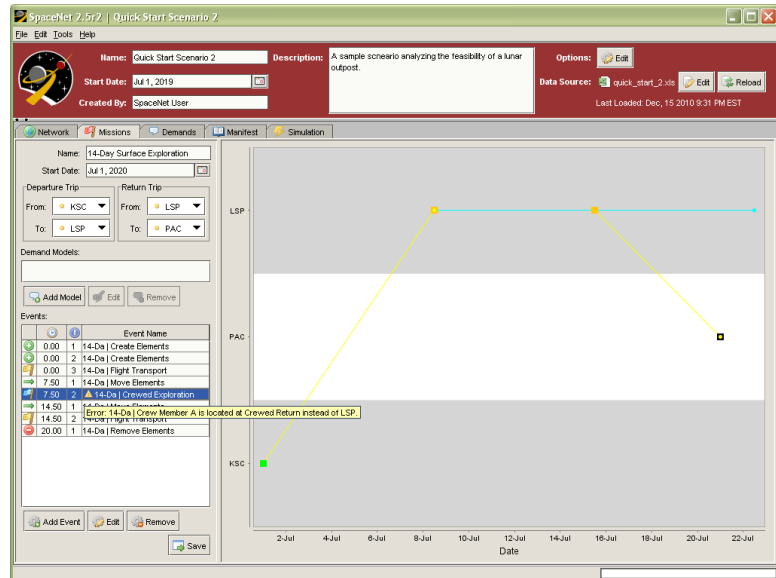 SpaceNet 2.5r2 | Quick Start Scenario 2
File Edit Tools Help
Name: Quick Start Scenario 2
Start Date: Jul 1, 2019
Created By: SpaceNet User
Description: A sample scneario analyzing the feasibility of a lunar
outpost.
Options: Edit
Data Source: quick_start_2.xls Edit Reload
Last Loaded: Dec, 15 2010 9:31 PM EST
Network Missions Demands Manifest Simulation
Name: 14-Day Surface Exploration
Start Date: Jul 1, 2020
Departure Trip Return Trip
From: KSC From: LSP
To: LSP To: PAC
Demand Models:
Add Model Edit Remove
Events:
Event Name
0.00 1 14-Da | Create Elements
0.00 2 14-Da | Create Elements
0.00 3 14-Da | Flight Transport
7.50 1 14-Da | Move Elements
7.50 2 14-Da | Crewed Exploration
14.50 1 14-Da | Move Elements
Error: 14-Da | Crew Member A is located at Crewed Return instead of LSP.
14.50 2 14-Da | Flight Transport
20.00 1 14-Da | Remove Elements
Add Event Edit Remove
Save
LSP
PAC
KSC
2-Jul 4-Jul 6-Jul 8-Jul 10-Jul 12-Jul 14-Jul 16-Jul 18-Jul 20-Jul 22-Jul
Date